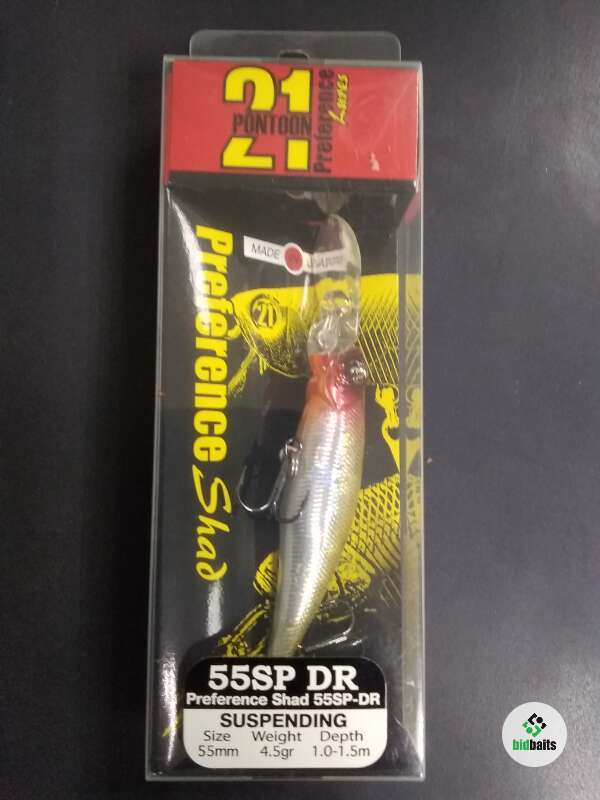 21
PONTOON
Preference
Lures
MADE IN JAPAN
Preference Shad
21
55SP DR
Preference Shad 55SP-DR
SUSPENDING
Size Weight Depth
55mm 4.5gr 1.0-1.5m
bidbaits